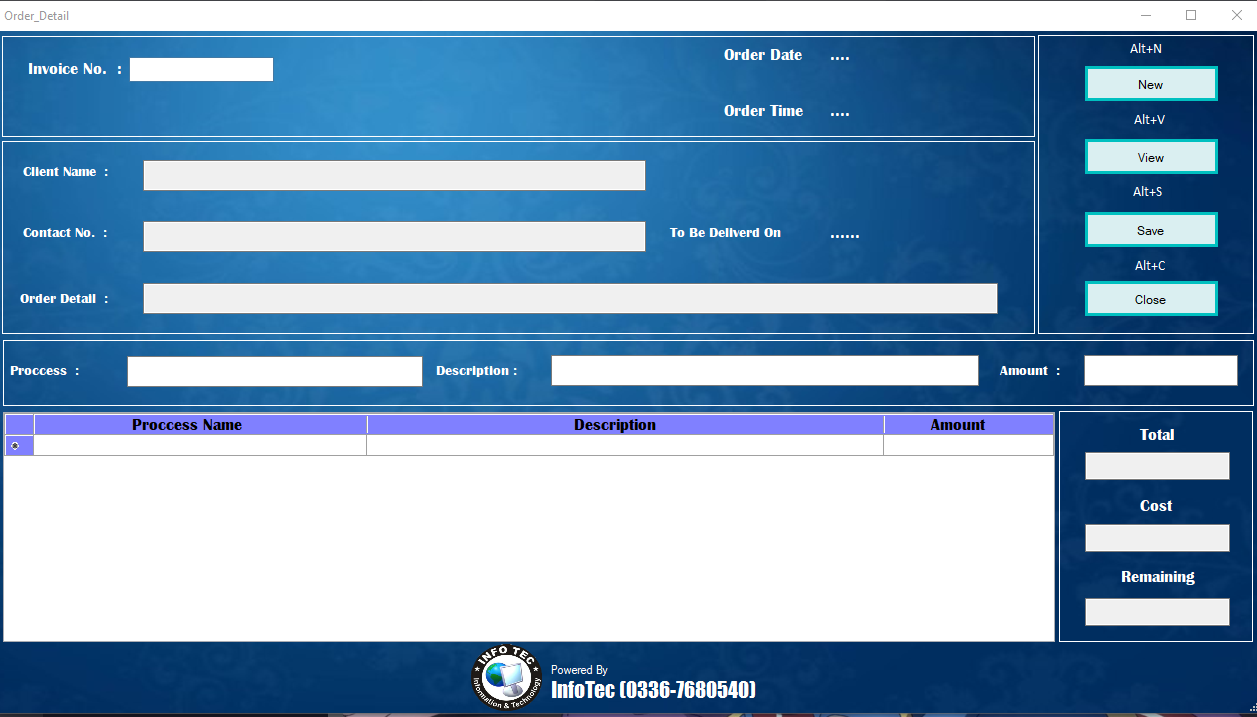 Order_Detail
Invoice No. :
Order Date ....
Order Time ....
Alt+N
New
Alt+V
View
Alt+S
Save
Alt+C
Close
Client Name :
Contact No. :
To Be Deliverd On ......
Order Detail :
Proccess :
Description :
Amount :
Proccess Name Description Amount
Total
Cost
Remaining
INFO TEC
Information & Technology
Powered By
InfoTec (0336-7680540)